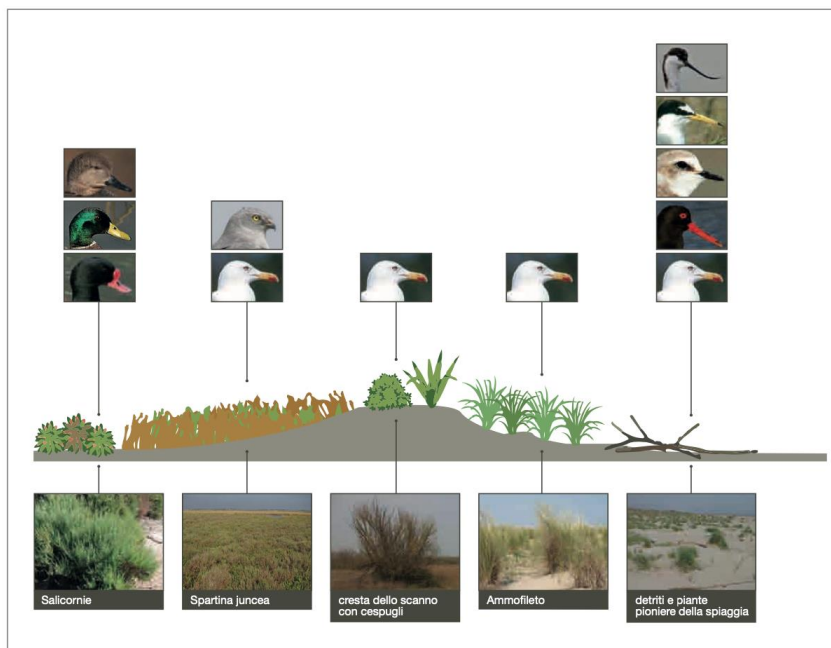 Salicornie
Spartina juncea
cresta dello scanno
con cespugli
Ammofileto
detriti e piante
pioniere della spiaggia